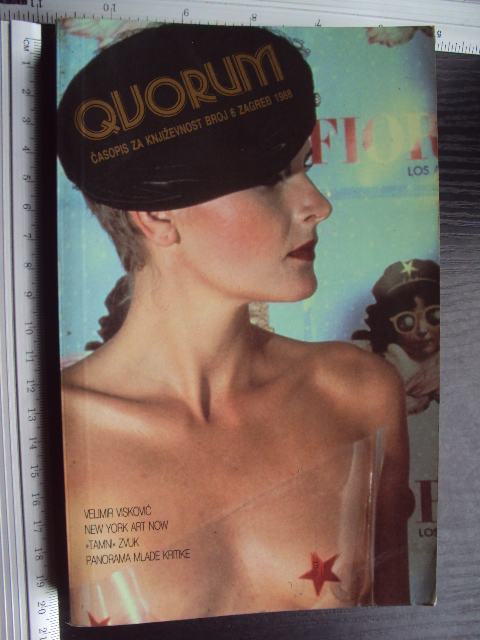 QUORUM
ČASOPIS ZA KNJIŽEVNOST BROJ 6 ZAGREB 1988
FIOR
LOS A
VELIMIR VISKOVIĆ
NEW YORK ART NOW
»TAMNI« ZVUK
PANORAMA MLADE KRITIKE
LOS